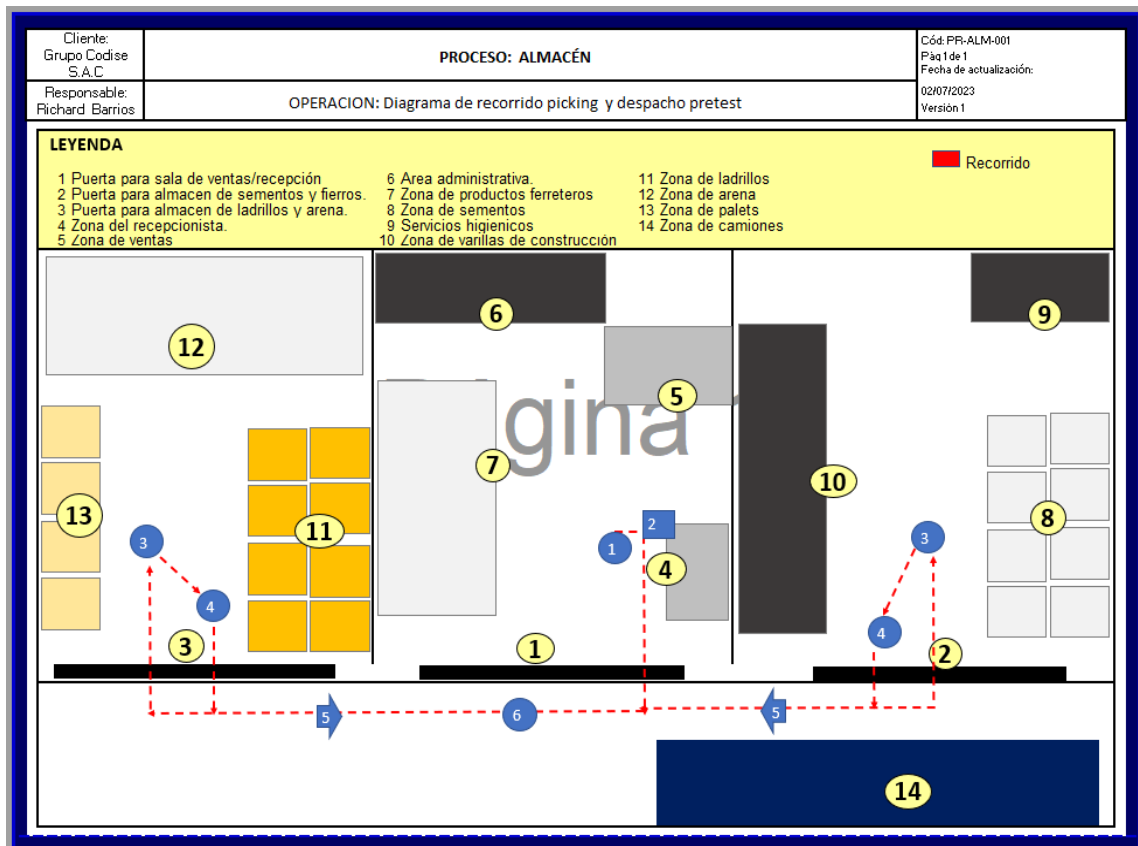 Cliente:
Grupo Codise
S.A.C
PROCESO: ALMACÉN
Cód: PR-ALM-001
Pàg 1 de 1
Fecha de actualización:
02/07/2023
Versión 1
Responsable:
Richard Barrios
OPERACION: Diagrama de recorrido picking y despacho pretest
LEYENDA
Recorrido
1 Puerta para sala de ventas/recepción
2 Puerta para almacen de sementos y fierros.
3 Puerta para almacen de ladrillos y arena.
4 Zona del recepcionista.
5 Zona de ventas
6 Area administrativa.
7 Zona de productos ferreteros
8 Zona de sementos
9 Servicios higienicos
10 Zona de varillas de construcción
11 Zona de ladrillos
12 Zona de arena
13 Zona de palets
14 Zona de camiones
6
9
12
5
gina
7
10
13
11
8
2
3
1
3
4
4
4
3
1
2
5
6
5
14